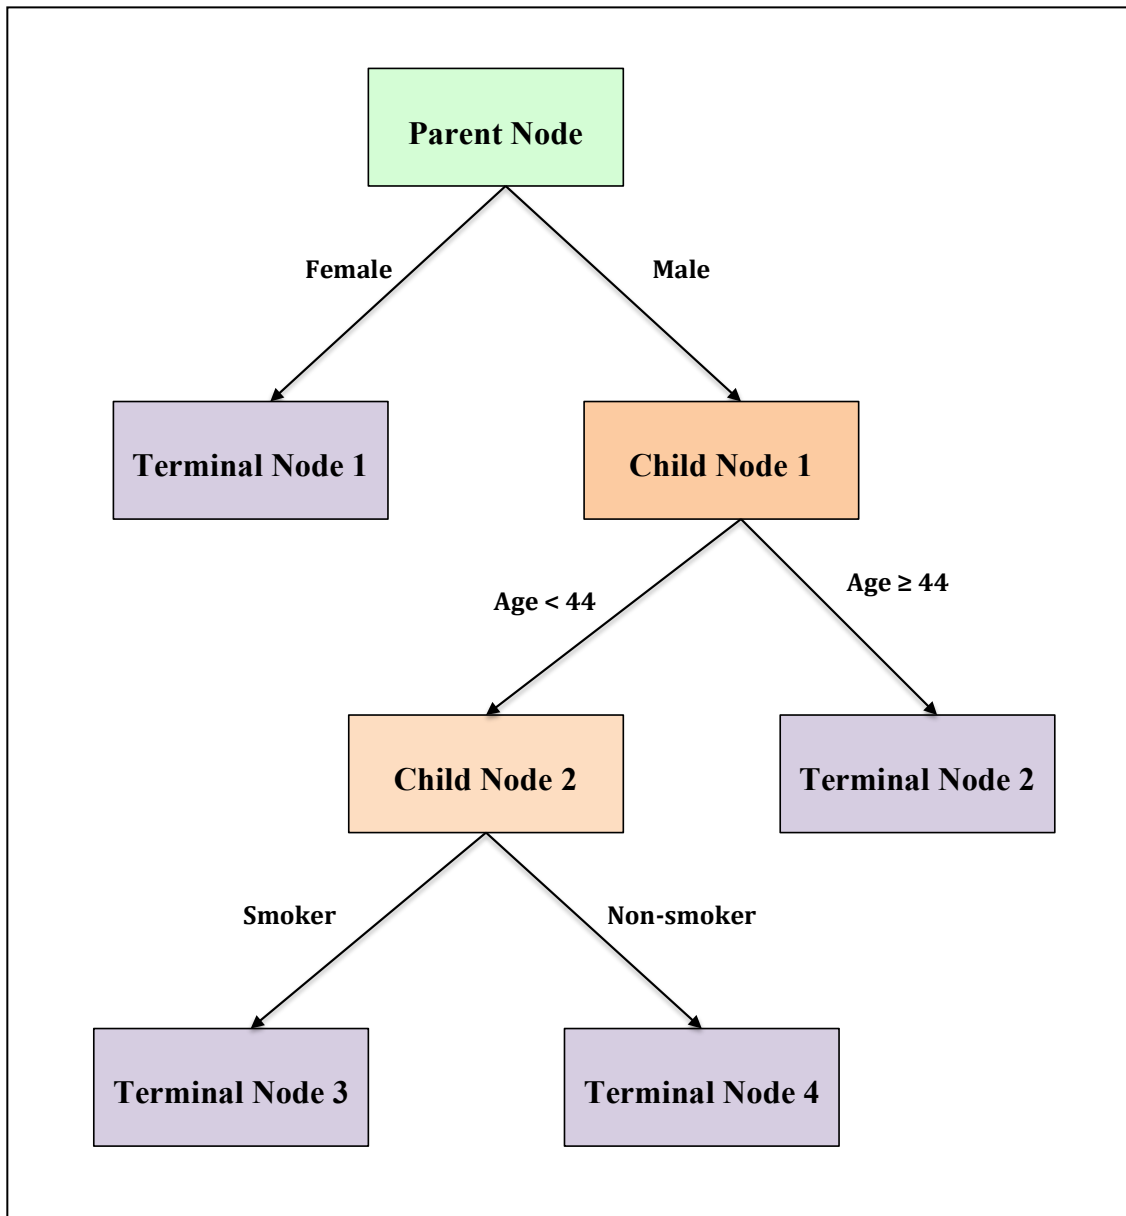 Parent Node
Female
Male
Terminal Node 1
Child Node 1
Age < 44
Age ≥ 44
Child Node 2
Terminal Node 2
Smoker
Non-smoker
Terminal Node 3
Terminal Node 4